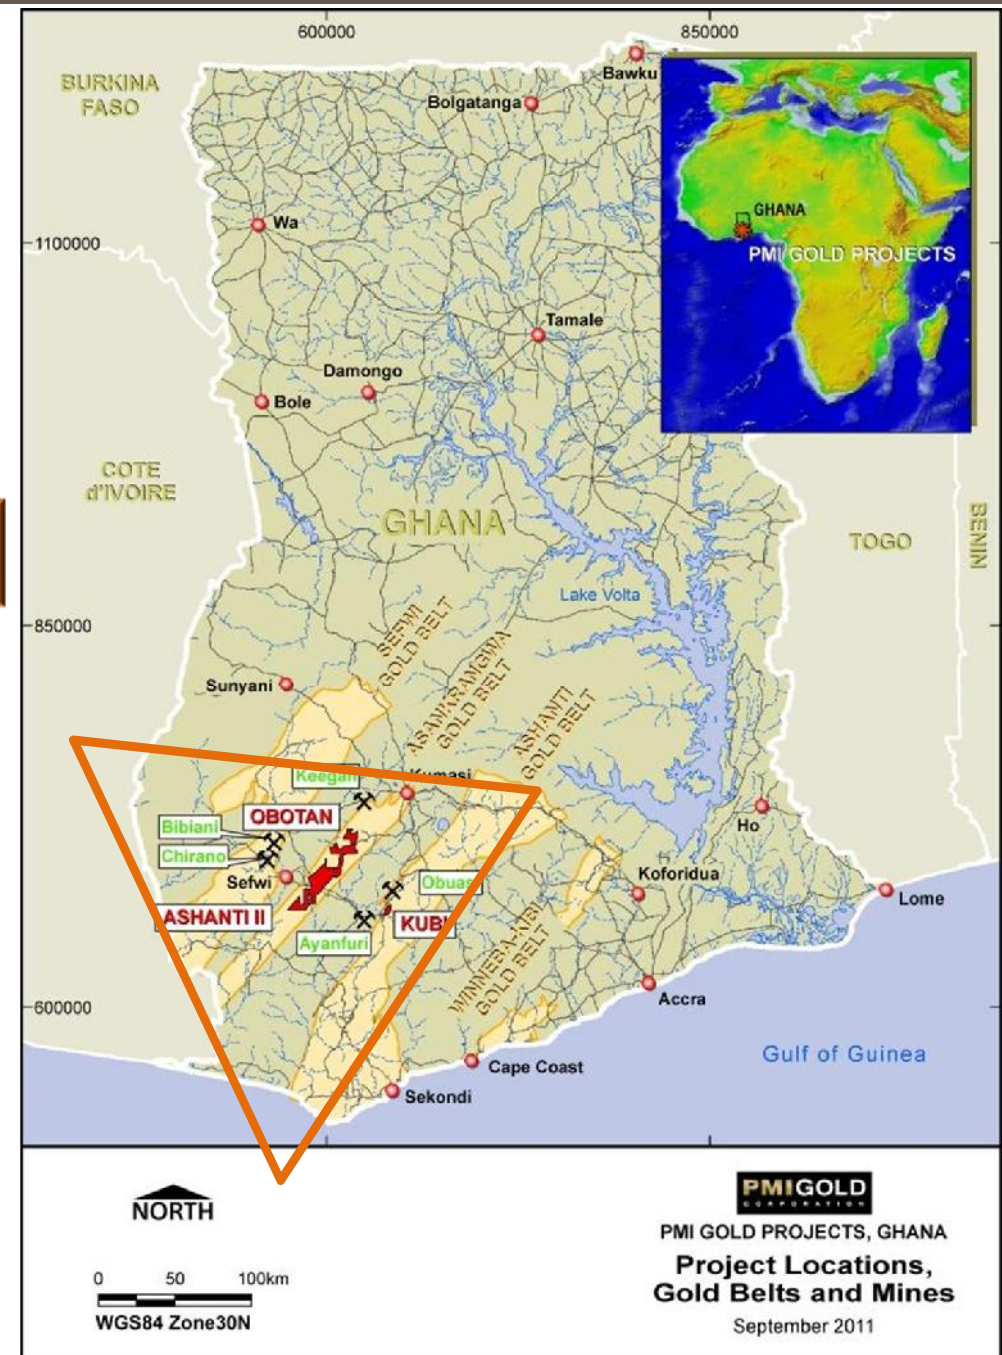 600000
850000
BURKINA
FASO
Bawku
Bolgatanga
GHANA
PMI GOLD PROJECTS
Wa
1100000
Tamale
Damongo
Bole
COTE
d'IVOIRE
GHANA
TOGO
BENIN
Lake Volta
850000
SEFWI
GOLD BELT
ASANKRANGWA
GOLD BELT
ASHANTI
GOLD BELT
Sunyani
Keegan
Kumasi
OBOTAN
Bibiani
Chirano
Sefwi
Ho
Koforidua
Obuasi
Lome
ASHANTI II
KUBI
Ayanfuri
WINNEBA-KIBI
GOLD BELT
600000
Accra
Gulf of Guinea
Cape Coast
Sekondi
NORTH
0 50 100km
WGS84 Zone30N
PMIGOLD
CORPORATION
PMI GOLD PROJECTS, GHANA
Project Locations,
Gold Belts and Mines
September 2011